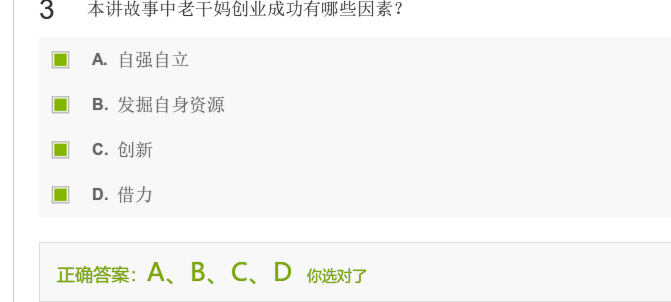 3 本讲故事中老干妈创业成功有哪些因素?
A. 自强自立
B. 发掘自身资源
C. 创新
D. 借力
正确答案: A、B、C、D 你选对了